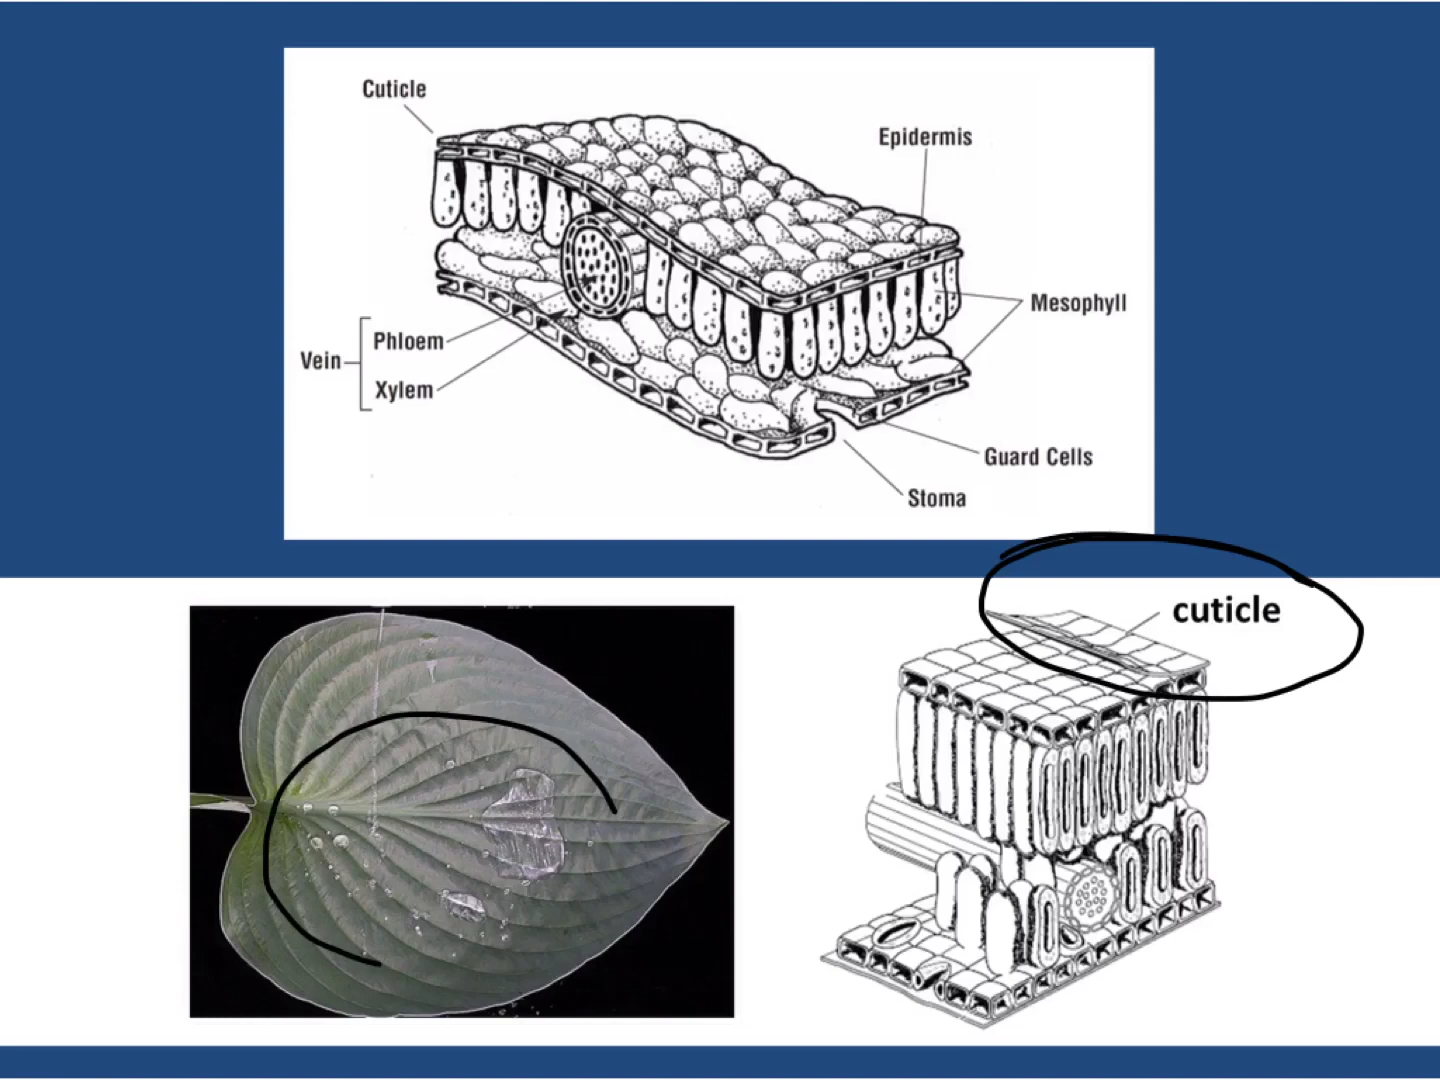 Cuticle
Epidermis
Mesophyll
Vein
Phloem
Xylem
Guard Cells
Stoma
cuticle